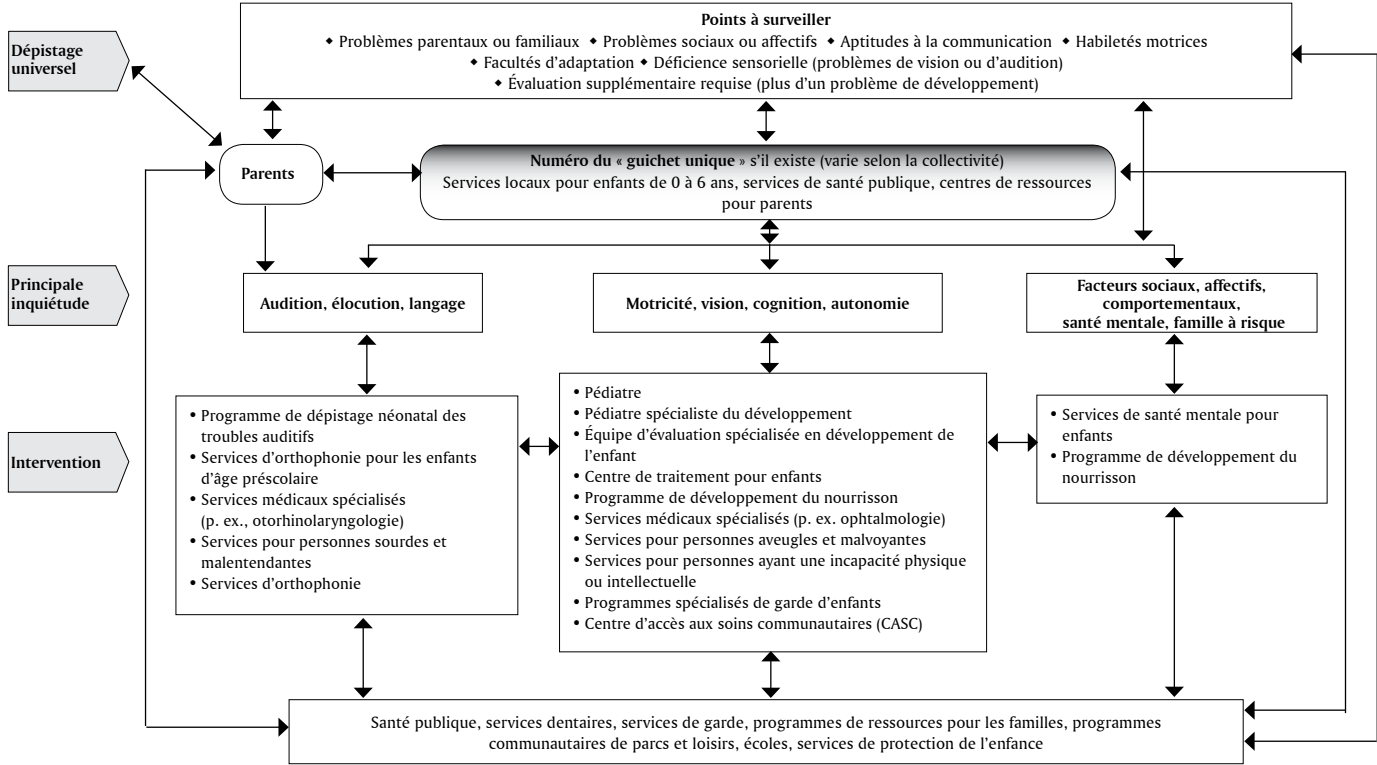 Points à surveiller
◆ Problèmes parentaux ou familiaux ◆ Problèmes sociaux ou affectifs ◆ Aptitudes à la communication ◆ Habiletés motrices
◆ Facultés d'adaptation ◆ Déficience sensorielle (problèmes de vision ou d'audition)
◆ Évaluation supplémentaire requise (plus d'un problème de développement)
Dépistage
universel
Parents
Numéro du « guichet unique » s'il existe (varie selon la collectivité)
Services locaux pour enfants de 0 à 6 ans, services de santé publique, centres de ressources
pour parents
Principale
inquiétude
Audition, élocution, langage
Motricité, vision, cognition, autonomie
Facteurs sociaux, affectifs,
comportementaux,
santé mentale, famille à risque
Intervention
• Programme de dépistage néonatal des
troubles auditifs
• Services d'orthophonie pour les enfants
d'âge préscolaire
• Services médicaux spécialisés
(p. ex., otorhinolaryngologie)
• Services pour personnes sourdes et
malentendantes
• Services d'orthophonie
• Pédiatre
• Pédiatre spécialiste du développement
• Équipe d'évaluation spécialisée en développement de
l'enfant
• Centre de traitement pour enfants
• Programme de développement du nourrisson
• Services médicaux spécialisés (p. ex. ophtalmologie)
• Services pour personnes aveugles et malvoyantes
• Services pour personnes ayant une incapacité physique
ou intellectuelle
• Programmes spécialisés de garde d'enfants
• Centre d'accès aux soins communautaires (CASC)
• Services de santé mentale pour
enfants
• Programme de développement du
nourrisson
Santé publique, services dentaires, services de garde, programmes de ressources pour les familles, programmes
communautaires de parcs et loisirs, écoles, services de protection de l'enfance